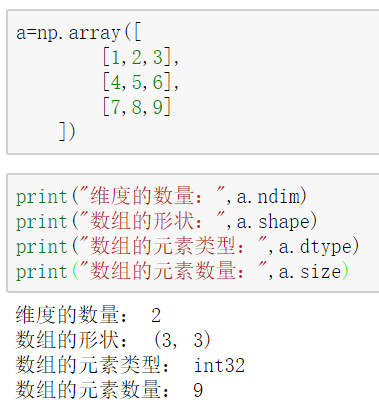 a=np.array([
        [1,2,3],
        [4,5,6],
        [7,8,9]
    ])
print("维度的数量：",a.ndim)
print("数组的形状：",a.shape)
print("数组的元素类型：",a.dtype)
print("数组的元素数量：",a.size)
维度的数量： 2
数组的形状： (3, 3)
数组的元素类型： int32
数组的元素数量： 9